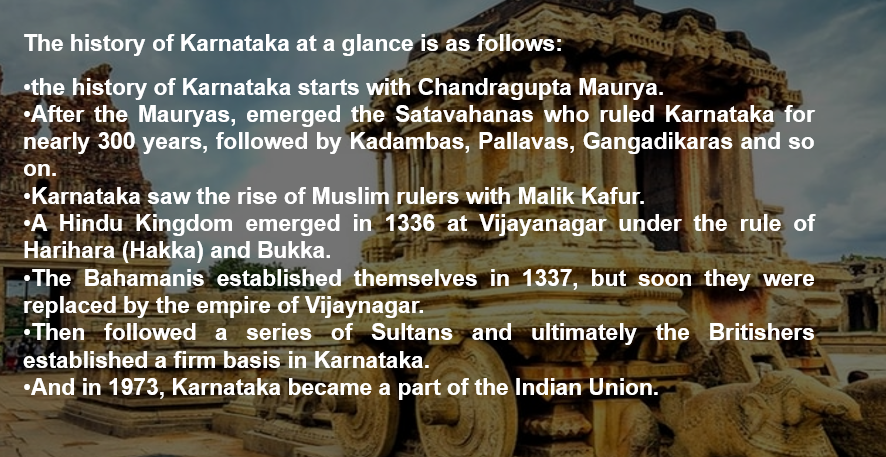 The history of Karnataka at a glance is as follows:
•the history of Karnataka starts with Chandragupta Maurya.
•After the Mauryas, emerged the Satavahanas who ruled Karnataka for
nearly 300 years, followed by Kadambas, Pallavas, Gangadikaras and so
on.
•Karnataka saw the rise of Muslim rulers with Malik Kafur.
•A Hindu Kingdom emerged in 1336 at Vijayanagar under the rule of
Harihara (Hakka) and Bukka.
•The Bahamanis established themselves in 1337, but soon they were
replaced by the empire of Vijaynagar.
•Then followed a series of Sultans and ultimately the Britishers
established a firm basis in Karnataka.
•And in 1973, Karnataka became a part of the Indian Union.